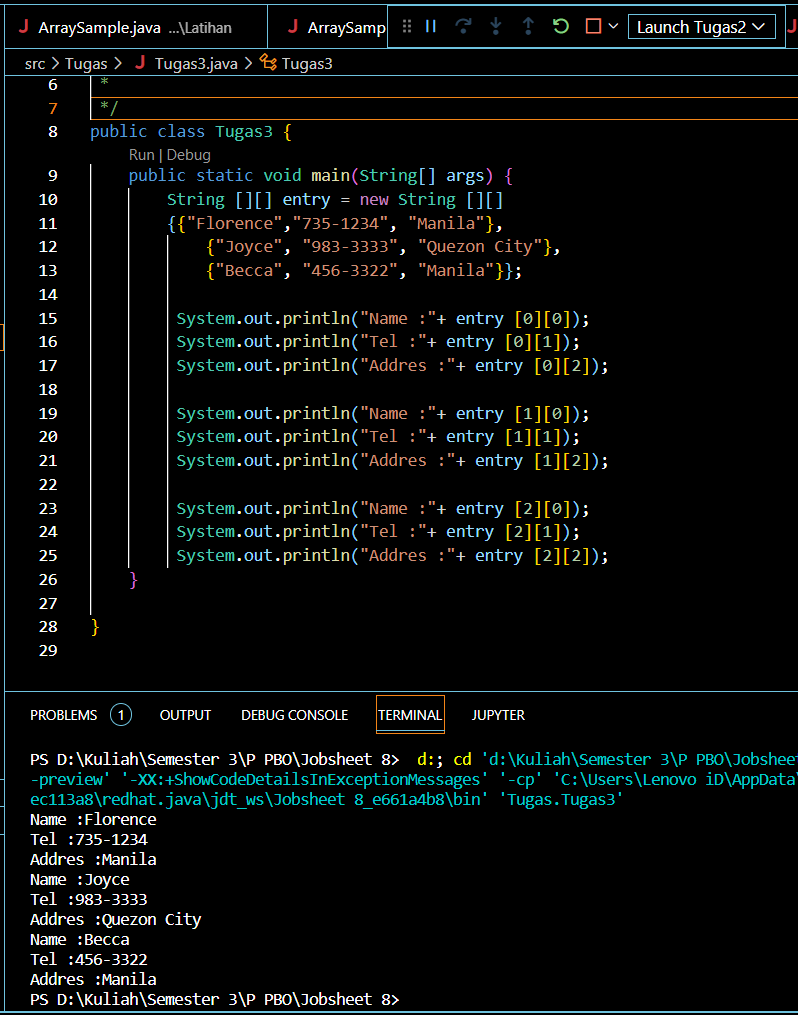 J ArraySample.java ...\Latihan
J ArraySamp
Launch Tugas2
src > Tugas > J Tugas3.java > Tugas3
6 *
7 */
8 public class Tugas3 {
Run | Debug
9 public static void main(String[] args) {
10 String [][] entry = new String [][]
11 {{"Florence","735-1234", "Manila"},
12 {"Joyce", "983-3333", "Quezon City"},
13 {"Becca", "456-3322", "Manila"}};
14
15 System.out.println("Name :"+ entry [0][0]);
16 System.out.println("Tel :"+ entry [0][1]);
17 System.out.println("Addres :"+ entry [0][2]);
18
19 System.out.println("Name :"+ entry [1][0]);
20 System.out.println("Tel :"+ entry [1][1]);
21 System.out.println("Addres :"+ entry [1][2]);
22
23 System.out.println("Name :"+ entry [2][0]);
24 System.out.println("Tel :"+ entry [2][1]);
25 System.out.println("Addres :"+ entry [2][2]);
26 }
27
28 }
29
PROBLEMS 1 OUTPUT DEBUG CONSOLE TERMINAL JUPYTER
PS D:\Kuliah\Semester 3\P PBO\Jobsheet 8> d:; cd 'd:\Kuliah\Semester 3\P PBO\Jobsheet
-preview' '-XX:+ShowCodeDetailsInExceptionMessages' '-cp' 'C:\Users\Lenovo iD\AppData\
ec113a8\redhat.java\jdt_ws\Jobsheet 8_e661a4b8\bin' 'Tugas.Tugas3'
Name :Florence
Tel :735-1234
Addres :Manila
Name :Joyce
Tel :983-3333
Addres :Quezon City
Name :Becca
Tel :456-3322
Addres :Manila
PS D:\Kuliah\Semester 3\P PBO\Jobsheet 8>